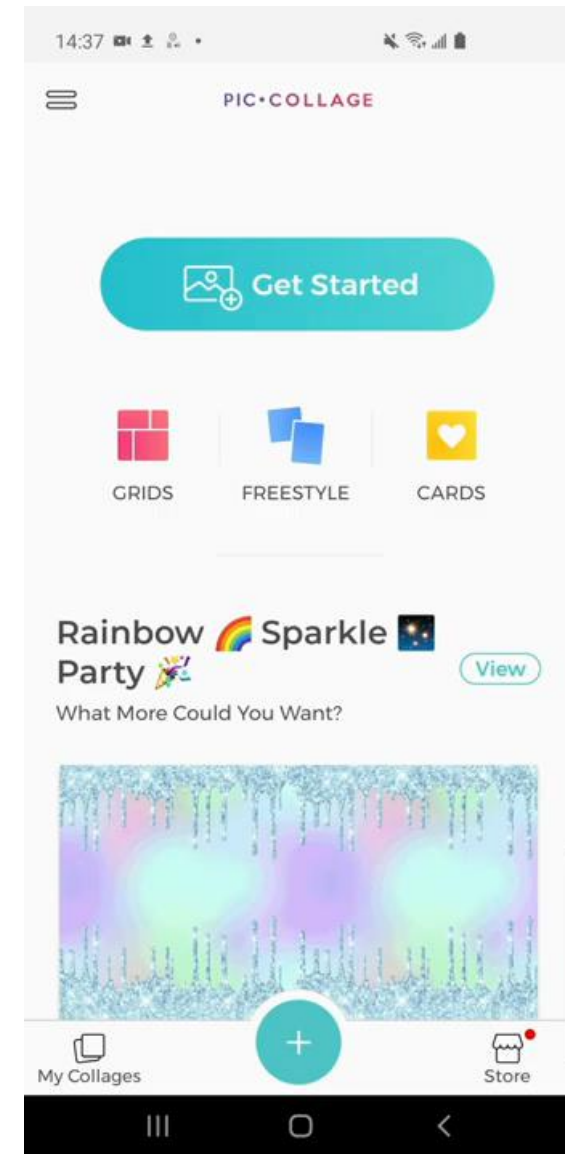 14:37
PIC•COLLAGE
Get Started
GRIDS FREESTYLE CARDS
Rainbow 🌈 Sparkle 🎇
Party 🎉
View
What More Could You Want?
My Collages
Store